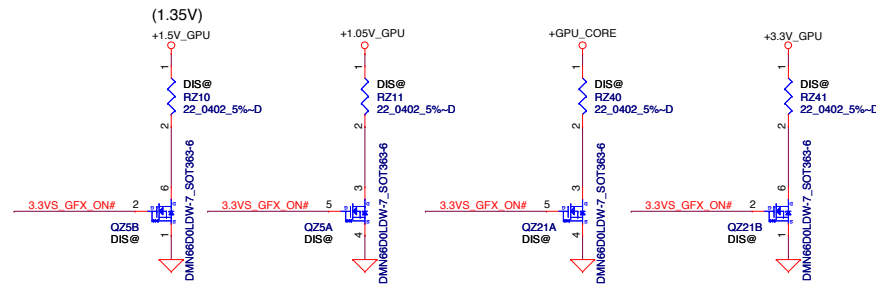 (1.35V)
+1.5V_GPU
+1.05V_GPU
+GPU_CORE
+3.3V_GPU
1
1
1
1
DIS@
RZ10
22_0402_5%~D
DIS@
RZ11
22_0402_5%~D
DIS@
RZ40
22_0402_5%~D
DIS@
RZ41
22_0402_5%~D
2
2
2
2
6
3
3
6
3.3VS_GFX_ON#
2
3.3VS_GFX_ON#
5
3.3VS_GFX_ON#
5
3.3VS_GFX_ON#
2
QZ5B
DIS@
QZ5A
DIS@
QZ21A
DIS@
QZ21B
DIS@
1
4
4
1
DMN66D0LDW-7_SOT363-6
DMN66D0LDW-7_SOT363-6
DMN66D0LDW-7_SOT363-6
DMN66D0LDW-7_SOT363-6